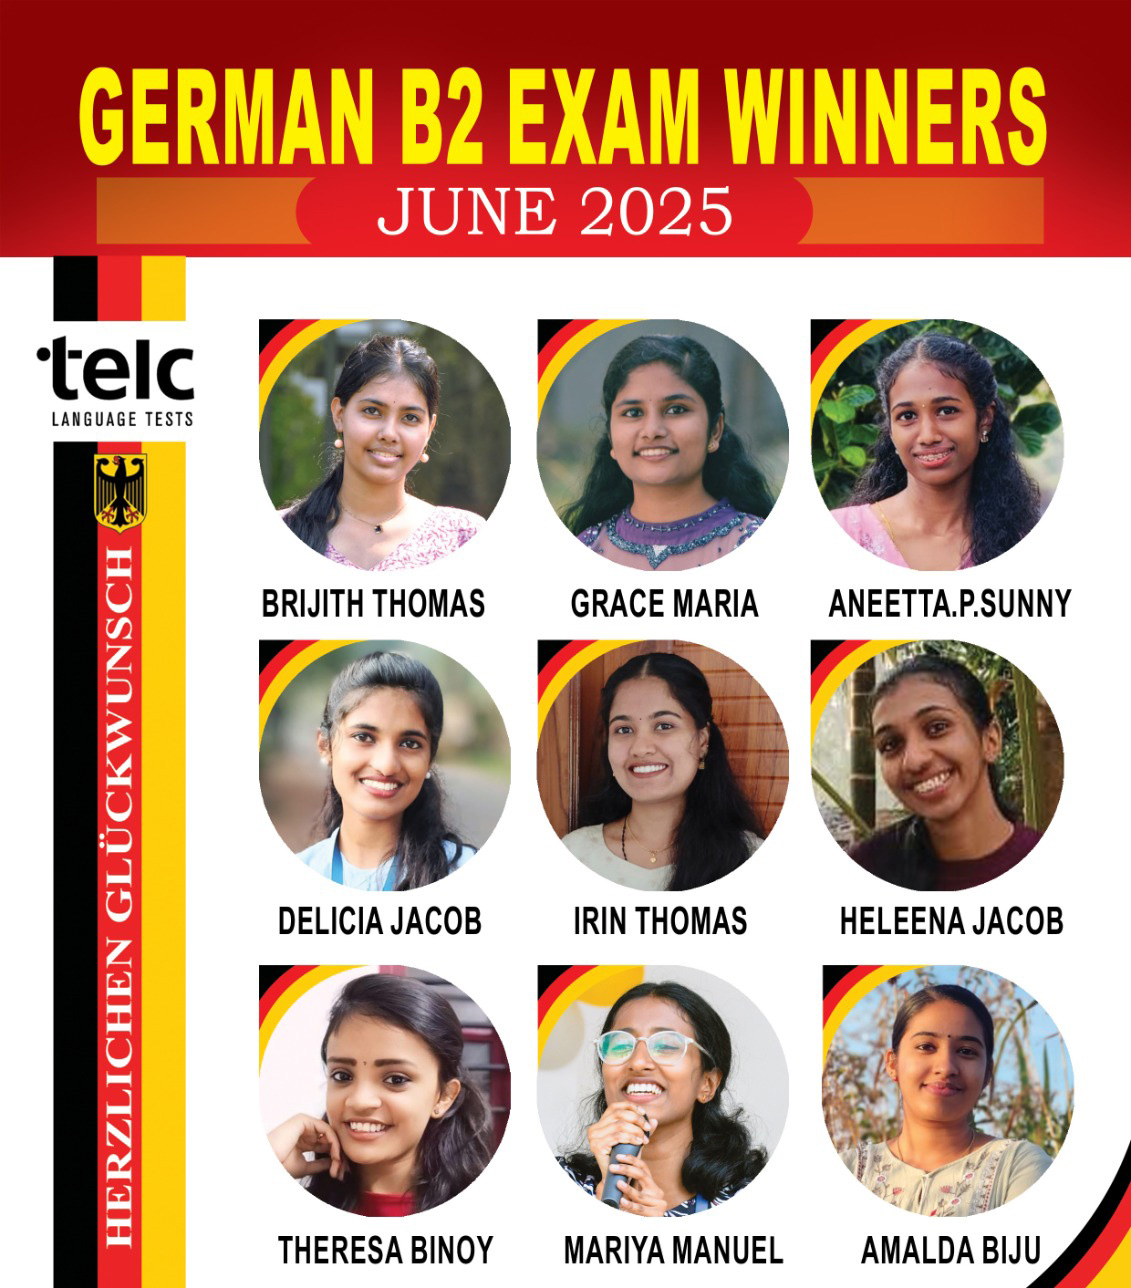 GERMAN B2 EXAM WINNERS
JUNE 2025
telc
LANGUAGE TESTS
HERZLICHEN GLÜCKWUNSCH
BRIJITH THOMAS
GRACE MARIA
ANEETTA.P.SUNNY
DELICIA JACOB
IRIN THOMAS
HELEENA JACOB
THERESA BINOY
MARIYA MANUEL
AMALDA BIJU